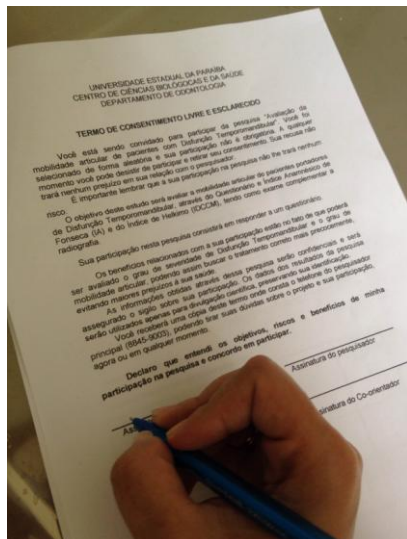 UNIVERSIDADE ESTADUAL DA PARAÍBA
CENTRO DE CIÊNCIAS BIOLÓGOCAS E DA SAÚDE
DEPARTAMENTO DE ODONTOLOGIA
TERMO DE CONSENTIMENTO LIVRE E ESCLARECIDO
Você está sendo convidado para participar da pesquisa “Avaliação da
mobilidade articular de pacientes com Disfunção Temporomandibular”. Você foi
selecionado de forma aleatória e sua participação não é obrigatória. A qualquer
momento você pode desistir de participar e retirar seu consentimento. Sua recusa não
trará nenhum prejuízo em sua relação com o pesquisador.
É importante lembrar que a sua participação na pesquisa não lhe trará nenhum
risco.
O objetivo deste estudo será avaliar a mobilidade articular de pacientes portadores
de Disfunção Temporomandibular, através do Questionário e Índice Anamnésico de
Fonseca (IA) e do Índice de Helkimo (IDCCM), tendo como exame complementar a
radiografia.
Sua participação nesta pesquisa consistirá em responder a um questionário.
Os benefícios relacionados com a sua participação estão no fato de que poderá
ser avaliado o grau de severidade de Disfunção Temporomandibular e o grau de
mobilidade articular, podendo assim buscar o tratamento correto mais precocemente,
evitando maiores prejuízos à sua saúde.
As informações obtidas através dessa pesquisa serão confidenciais e será
assegurado o sigilo sobre sua participação. Os dados dos resultados da pesquisa
serão utilizados apenas para divulgação científica, preservando sua identificação.
Você receberá uma cópia deste termo onde consta o telefone do pesquisador
principal (8845-9003), podendo tirar suas dúvidas sobre o projeto e sua participação,
agora ou em qualquer momento.
Declaro que entendi os objetivos, riscos e benefícios de minha
participação na pesquisa e concordo em participar.
Assinatura do pesquisador
do Co-orientador